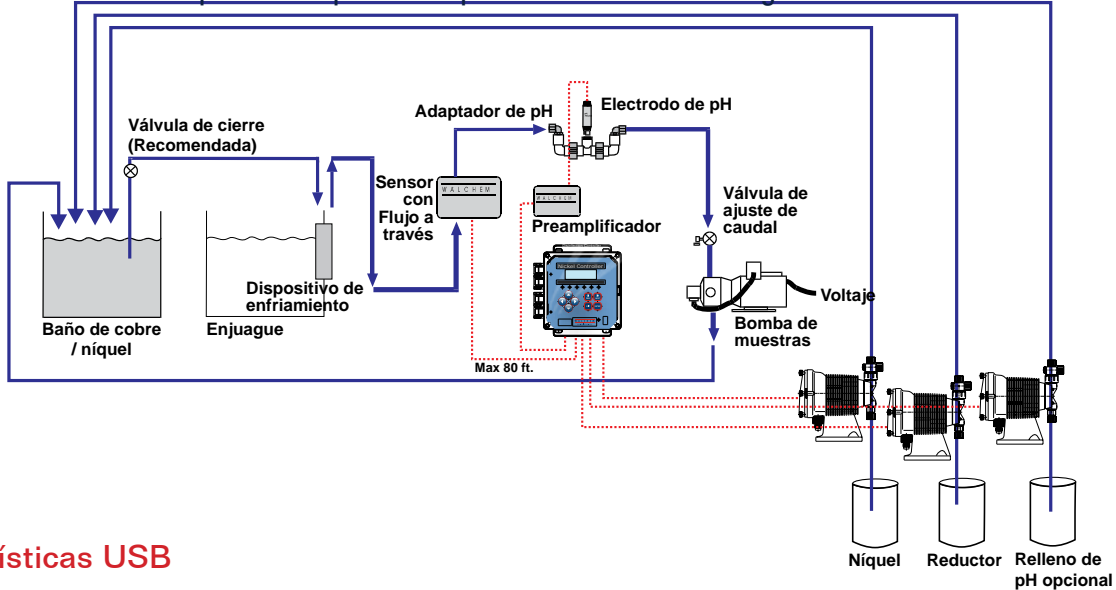 Válvula de cierre
(Recomendada)
Adaptador de pH
Electrodo de pH
Sensor
con
Flujo a
través
WALCHEM
WALCHEM
Preamplificador
Válvula de
ajuste de
caudal
Nickel Controller
Dispositivo de
enfriamiento
Voltaje
Baño de cobre
/ níquel
Enjuague
Bomba de
muestras
Max 80 ft.
Níquel
Reductor
Relleno de
pH opcional
ísticas USB